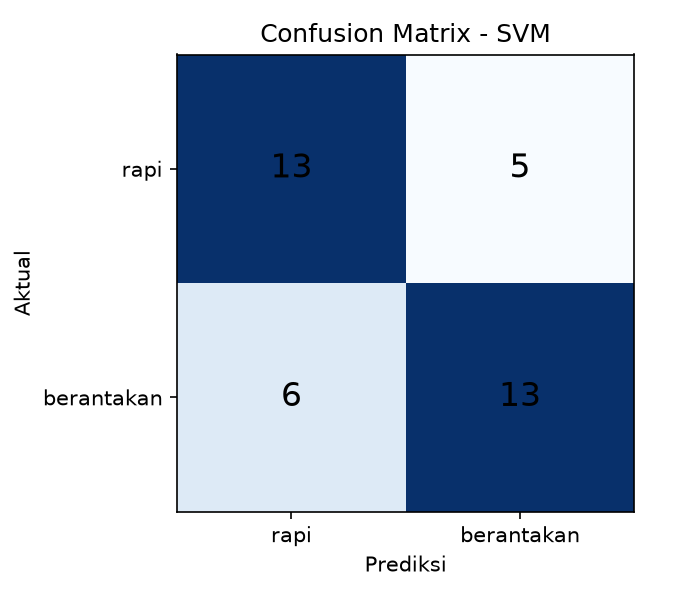 Confusion Matrix - SVM
Aktual
rapi
13
5
berantakan
6
13
rapi
berantakan
Prediksi